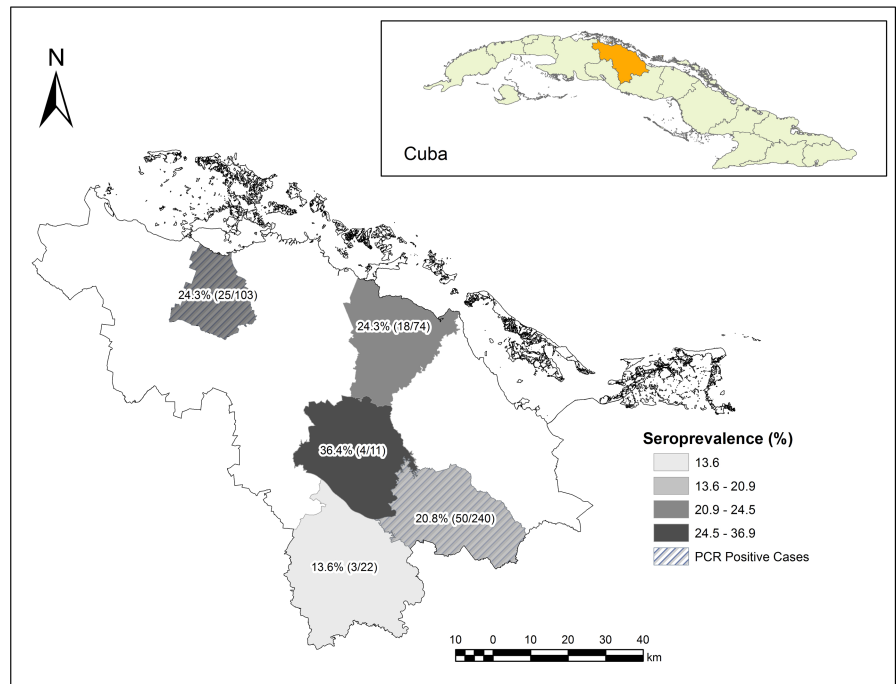 N
Cuba
24.3% (25/103)
24.3% (18/74)
36.4% (4/11)
20.8% (50/240)
13.6% (3/22)
Seroprevalence (%)
13.6
13.6 - 20.9
20.9 - 24.5
24.5 - 36.9
PCR Positive Cases
10 0 10 20 30 40
km